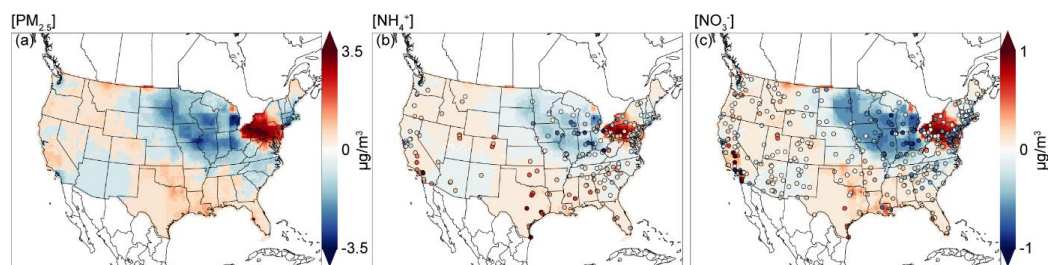 [PM₂.₅]
[NH₄⁺]
[NO₃⁻]
(a)
(b)
(c)
3.5
0
-3.5
µg/m³
1
0
-1
µg/m³